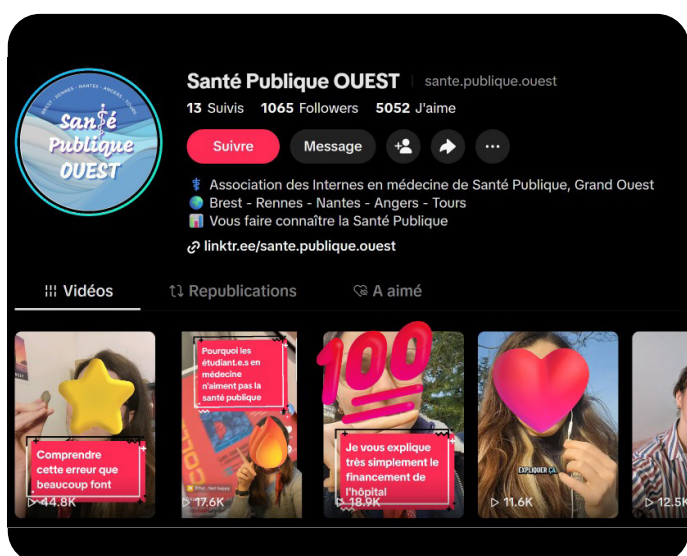 Santé Publique OUEST sante.publique.ouest
13 Suivis 1065 Followers 5052 J'aime
BREST - RENNES - NANTES - ANGERS - TOURS
Santé
Publique
OUEST
Suivre Message
Association des Internes en médecine de Santé Publique, Grand Ouest
Brest - Rennes - Nantes - Angers - Tours
Vous faire connaître la Santé Publique
linktr.ee/sante.publique.ouest
Vidéos Republications A aimé
Comprendre
cette erreur que
beaucoup font
44.8K
Pourquoi les
étudiant.e.s en
médecine
n'aiment pas la
santé publique
17.6K
100
Je vous explique
très simplement le
financement de
l'hôpital
18.9K
EXPLIQUER ÇA
11.6K
12.5K